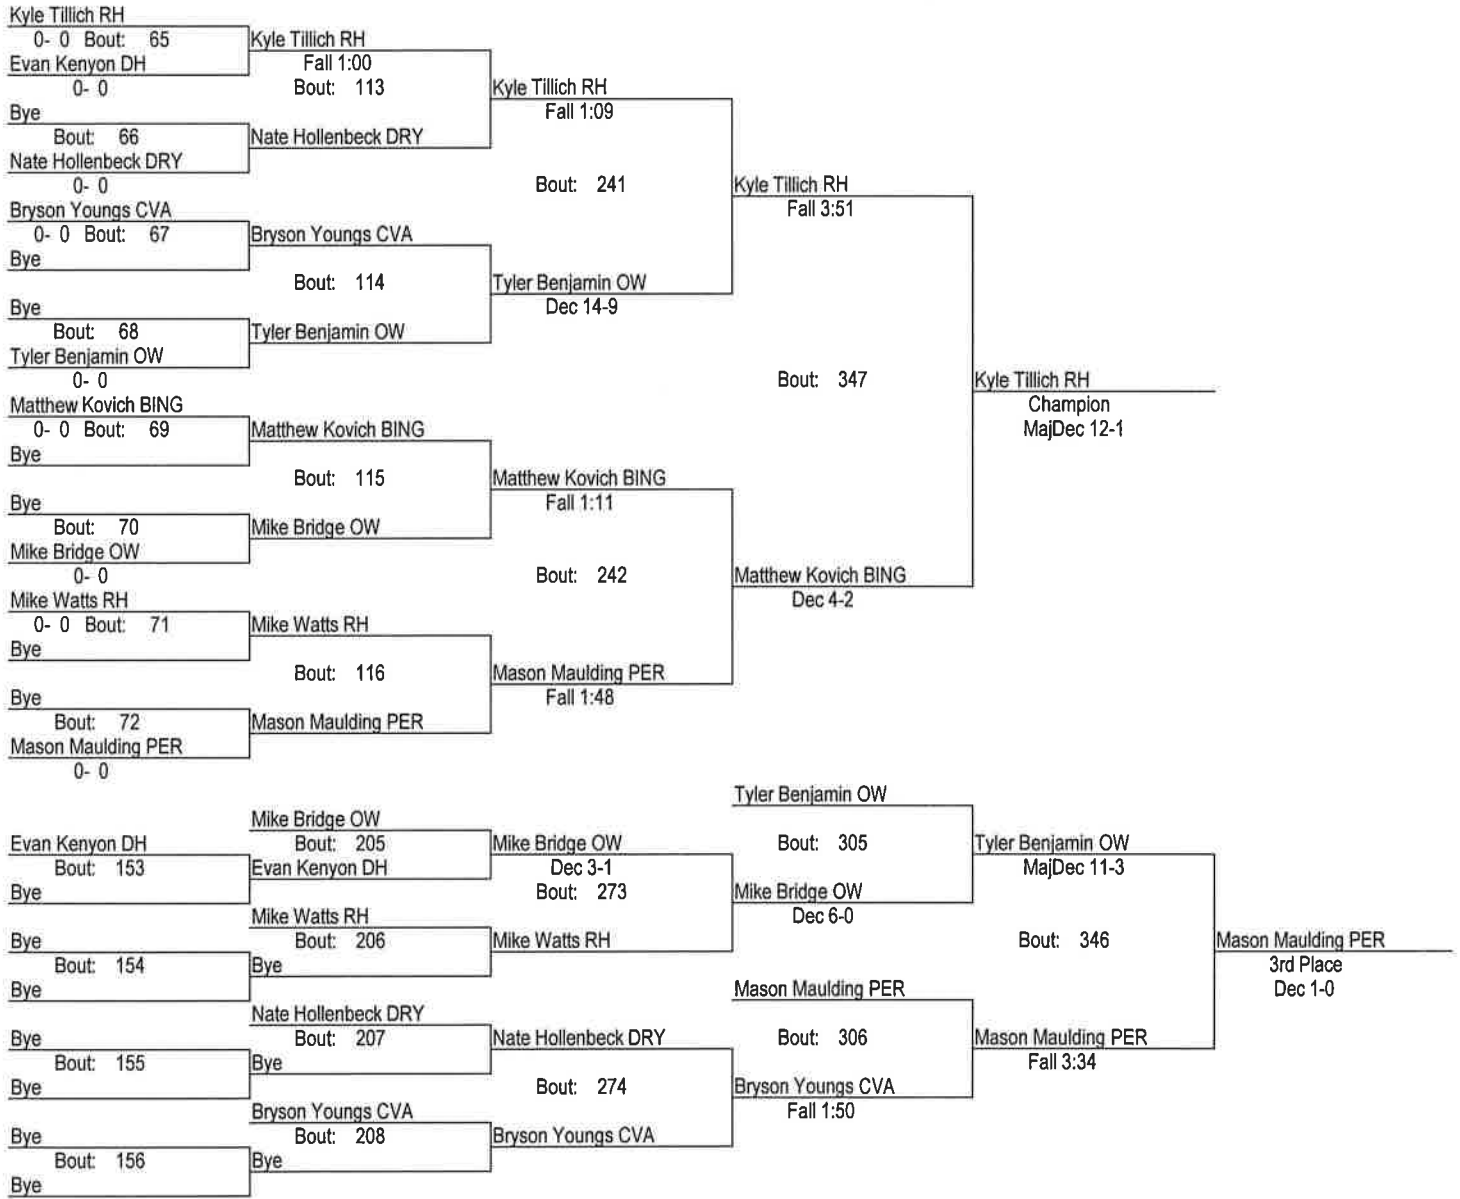 Kyle Tillich RH
0- 0 Bout: 65
Evan Kenyon DH
0- 0
Bye
Bout: 66
Nate Hollenbeck DRY
0- 0
Bryson Youngs CVA
0- 0 Bout: 67
Bye
Bye
Bout: 68
Tyler Benjamin OW
0- 0
Matthew Kovich BING
0- 0 Bout: 69
Bye
Bye
Bout: 70
Mike Bridge OW
0- 0
Mike Watts RH
0- 0 Bout: 71
Bye
Bye
Bout: 72
Mason Maulding PER
0- 0
Kyle Tillich RH
Fall 1:00
Bout: 113
Nate Hollenbeck DRY
Bryson Youngs CVA
Bout: 114
Tyler Benjamin OW
Matthew Kovich BING
Bout: 115
Mike Bridge OW
Mike Watts RH
Bout: 116
Mason Maulding PER
Kyle Tillich RH
Fall 1:09
Bout: 241
Tyler Benjamin OW
Dec 14-9
Matthew Kovich BING
Fall 1:11
Bout: 242
Mason Maulding PER
Fall 1:48
Kyle Tillich RH
Fall 3:51
Bout: 347
Matthew Kovich BING
Dec 4-2
Kyle Tillich RH
Champion
MajDec 12-1
Evan Kenyon DH
Bout: 153
Bye
Bye
Bout: 154
Bye
Bye
Bout: 155
Bye
Bye
Bout: 156
Bye
Mike Bridge OW
Bout: 205
Evan Kenyon DH
Mike Watts RH
Bout: 206
Bye
Nate Hollenbeck DRY
Bout: 207
Bye
Bryson Youngs CVA
Bout: 208
Bye
Mike Bridge OW
Dec 3-1
Bout: 273
Mike Watts RH
Nate Hollenbeck DRY
Bout: 274
Bryson Youngs CVA
Tyler Benjamin OW
Bout: 305
Mike Bridge OW
Dec 6-0
Mason Maulding PER
Bout: 306
Bryson Youngs CVA
Fall 1:50
Tyler Benjamin OW
MajDec 11-3
Bout: 346
Mason Maulding PER
Fall 3:34
Mason Maulding PER
3rd Place
Dec 1-0